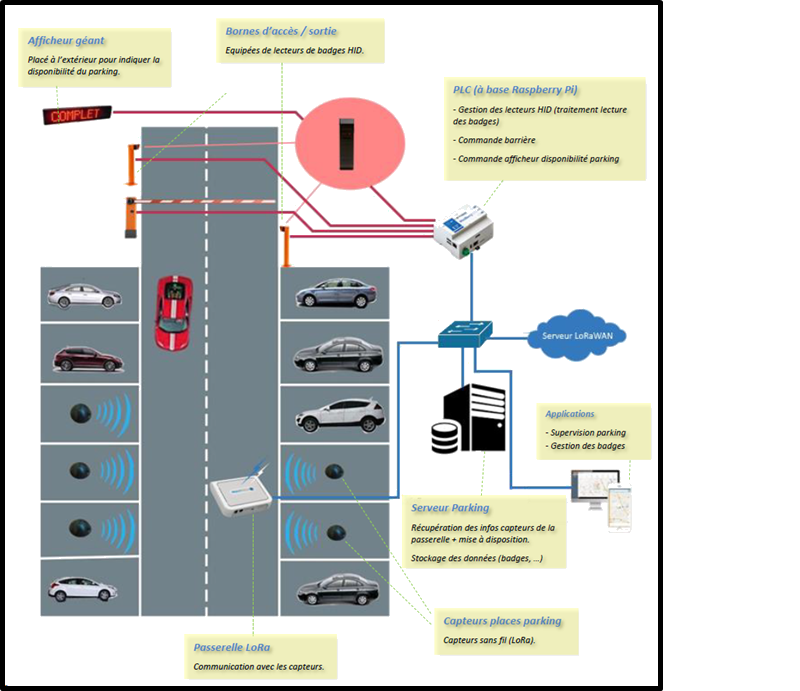 Afficheur géant
Placé à l'extérieur pour indiquer la
disponibilité du parking.
Bornes d'accès / sortie
Equipées de lecteurs de badges HID.
COMPLET
PLC (à base Raspberry Pi)
- Gestion des lecteurs HID (traitement lecture
des badges)
- Commande barrière
- Commande afficheur disponibilité parking
Serveur LoRaWAN
Applications
- Supervision parking
- Gestion des badges
Serveur Parking
Récupération des infos capteurs de la
passerelle + mise à disposition.
Stockage des données (badges, ...)
Capteurs places parking
Capteurs sans fil (LoRa).
Passerelle LoRa
Communication avec les capteurs.